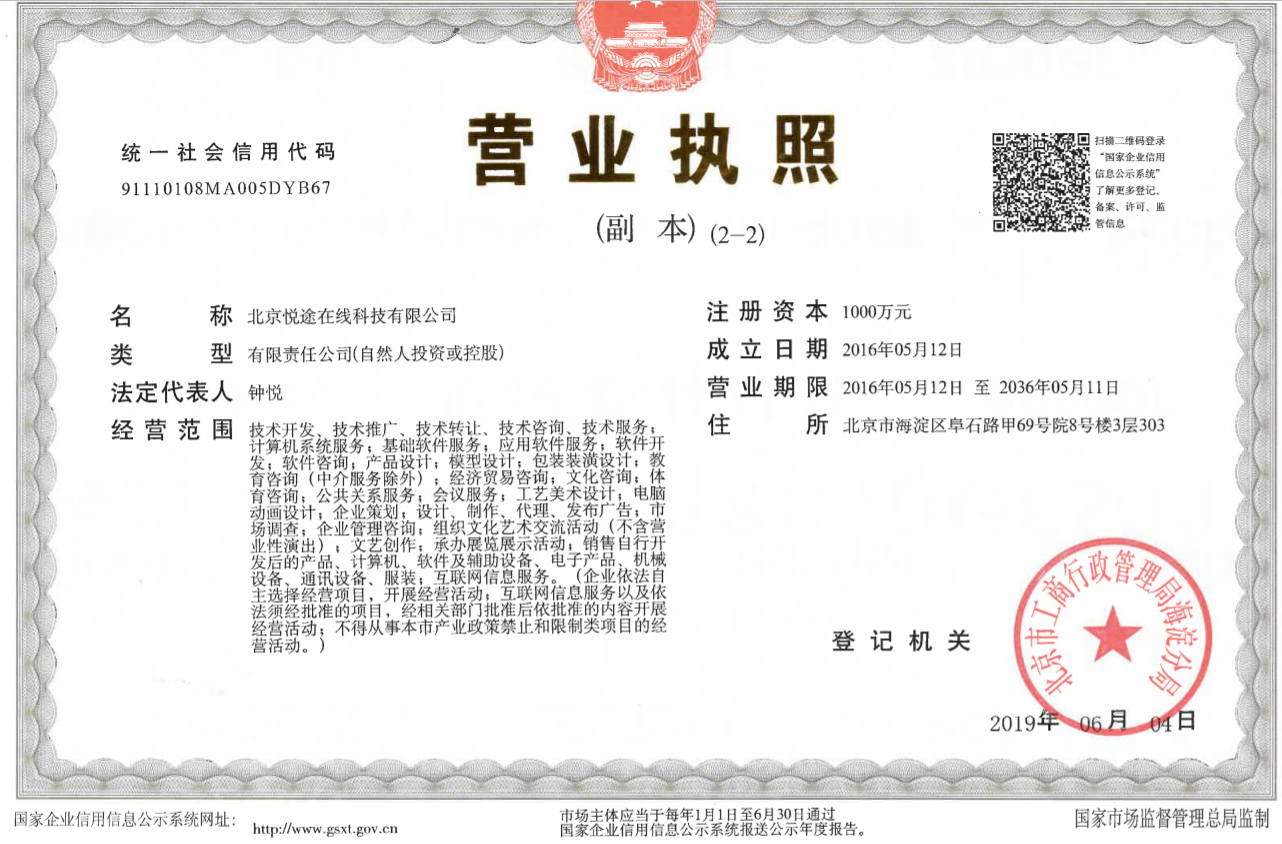 营业执照
(副 本) (2-2)
统一社会信用代码
91110108MA005DYB67
扫描二维码登录
“国家企业信用
信息公示系统”
了解更多登记、
备案、许可、监
管信息
名 称 北京悦途在线科技有限公司
类 型 有限责任公司(自然人投资或控股)
法定代表人 钟悦
经营范围 技术开发、技术推广、技术转让、技术咨询、技术服务；
计算机系统服务；基础软件服务；应用软件服务；软件开
发；软件咨询；产品设计；模型设计；包装装潢设计；教
育咨询（中介服务除外）；经济贸易咨询；文化咨询；体
育咨询；公共关系服务；会议服务；工艺美术设计；电脑
动画设计；企业策划；设计、制作、代理、发布广告；市
场调查；企业管理咨询；组织文化艺术交流活动（不含营
业性演出）；文艺创作；承办展览展示活动；销售自行开
发后的产品、计算机、软件及辅助设备、电子产品、机械
设备、通讯设备、服装；互联网信息服务。（企业依法自
主选择经营项目，开展经营活动；互联网信息服务以及依
法须经批准的项目，经相关部门批准后依批准的内容开展
经营活动；不得从事本市产业政策禁止和限制类项目的经
营活动。）
注册资本 1000万元
成立日期 2016年05月12日
营业期限 2016年05月12日 至 2036年05月11日
住 所 北京市海淀区阜石路甲69号院8号楼3层303
登记机关
北京市工商行政管理局海淀分局
2019年 06月 04日
国家企业信用信息公示系统网址： http://www.gsxt.gov.cn
市场主体应当于每年1月1日至6月30日通过
国家企业信用信息公示系统报送公示年度报告。
国家市场监督管理总局监制